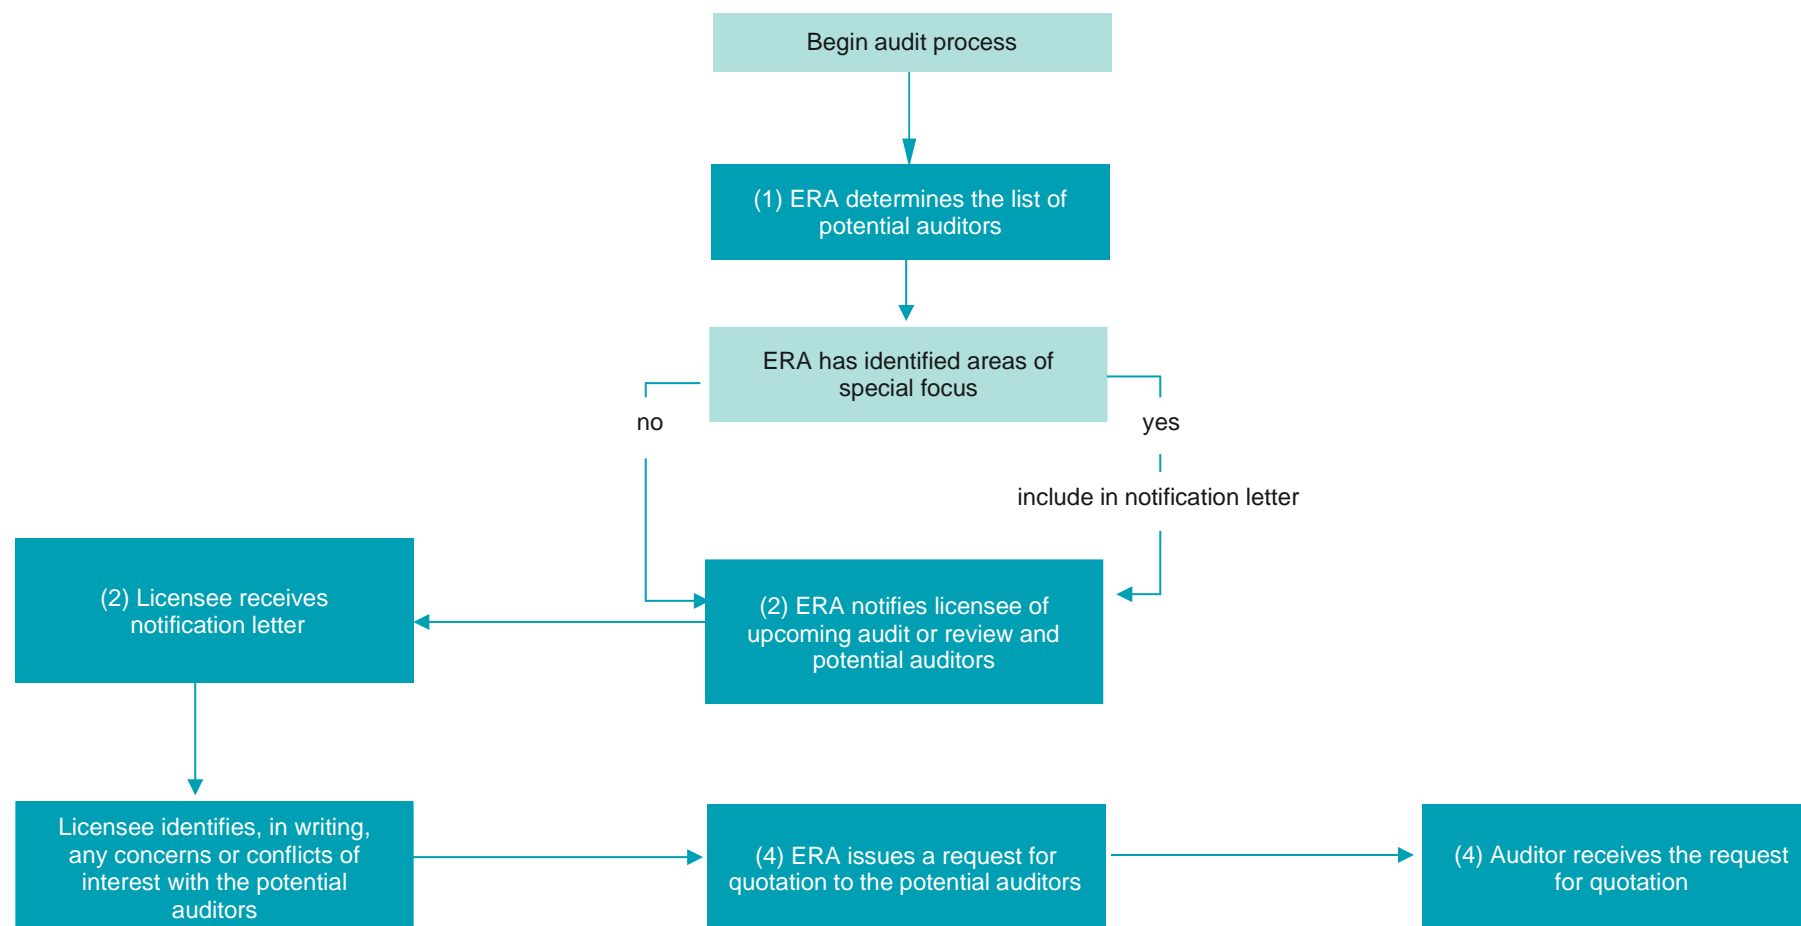 Begin audit process
(1) ERA determines the list of
potential auditors
ERA has identified areas of
special focus
no
yes
include in notification letter
(2) Licensee receives
notification letter
(2) ERA notifies licensee of
upcoming audit or review and
potential auditors
Licensee identifies, in writing,
any concerns or conflicts of
interest with the potential
auditors
(4) ERA issues a request for
quotation to the potential auditors
(4) Auditor receives the request
for quotation